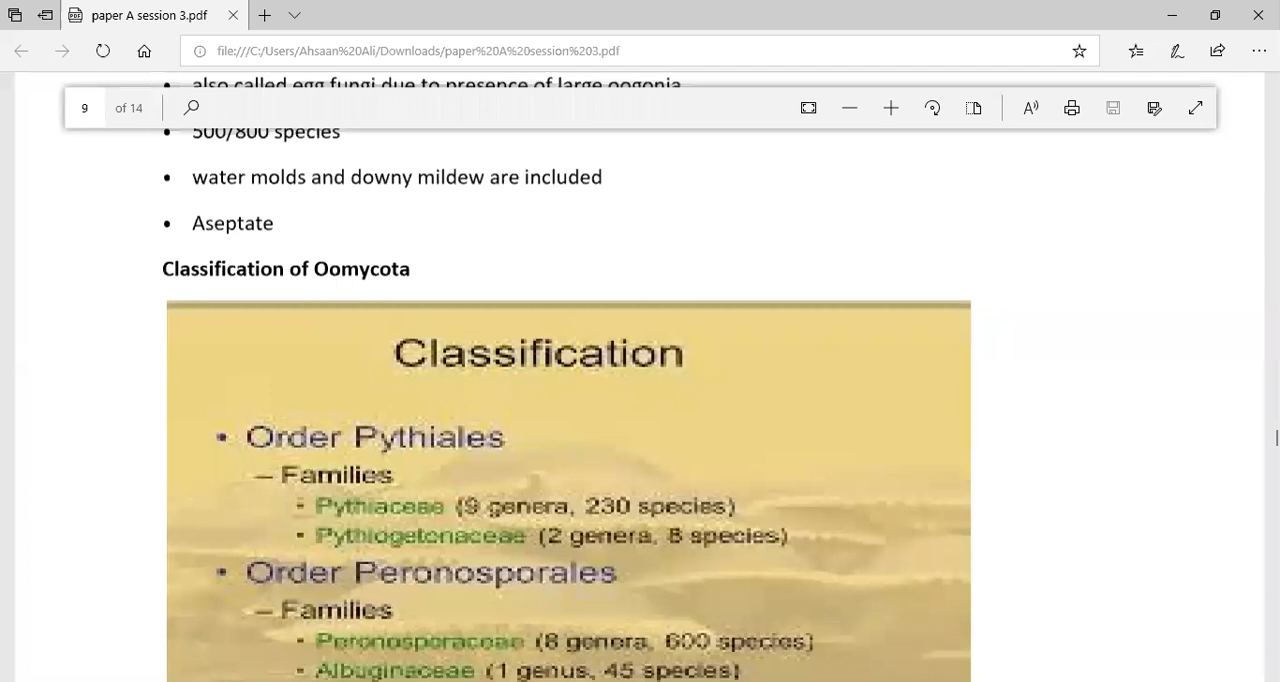 paper A session 3.pdf
file:///C:/Users/Ahsaan%20Ali/Downloads/paper%20A%20session%203.pdf
• also called egg fungi due to presence of large oogonia
9 of 14
• 500/800 species
• water molds and downy mildew are included
• Aseptate
Classification of Oomycota
Classification
• Order Pythiales
– Families
• Pythiaceae (9 genera, 230 species)
• Pythiogetonaceae (2 genera, 8 species)
• Order Peronosporales
– Families
• Peronosporaceae (8 genera, 600 species)
• Albuginaceae (1 genus, 45 species)